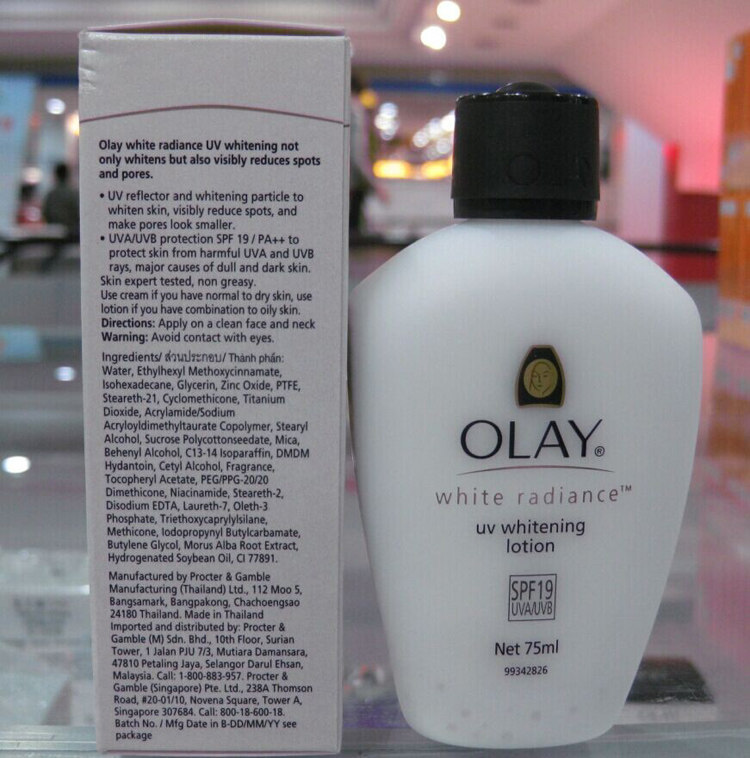 Olay white radiance UV whitening not
only whitens but also visibly reduces spots
and pores.
• UV reflector and whitening particle to
whiten skin, visibly reduce spots, and
make pores look smaller.
• UVA/UVB protection SPF 19 / PA++ to
protect skin from harmful UVA and UVB
rays, major causes of dull and dark skin.
Skin expert tested, non greasy.
Use cream if you have normal to dry skin, use
lotion if you have combination to oily skin.
Directions: Apply on a clean face and neck
Warning: Avoid contact with eyes.
Ingredients/ ส่วนประกอบ/ Thành phần:
Water, Ethylhexyl Methoxycinnamate,
Isohexadecane, Glycerin, Zinc Oxide, PTFE,
Steareth-21, Cyclomethicone, Titanium
Dioxide, Acrylamide/Sodium
Acryloyldimethyltaurate Copolymer, Stearyl
Alcohol, Sucrose Polycottonseedate, Mica,
Behenyl Alcohol, C13-14 Isoparaffin, DMDM
Hydantoin, Cetyl Alcohol, Fragrance,
Tocopheryl Acetate, PEG/PPG-20/20
Dimethicone, Niacinamide, Steareth-2,
Disodium EDTA, Laureth-7, Oleth-3
Phosphate, Triethoxycaprylylsilane,
Methicone, Iodopropynyl Butylcarbamate,
Butylene Glycol, Morus Alba Root Extract,
Hydrogenated Soybean Oil, CI 77891.
Manufactured by Procter & Gamble
Manufacturing (Thailand) Ltd., 112 Moo 5,
Bangsamark, Bangpakong, Chachoengsao
24180 Thailand. Made in Thailand
Imported and distributed by: Procter &
Gamble (M) Sdn. Bhd., 10th Floor, Surian
Tower, 1 Jalan PJU 7/3, Mutiara Damansara,
47810 Petaling Jaya, Selangor Darul Ehsan,
Malaysia. Call: 1-800-883-957. Procter &
Gamble (Singapore) Pte. Ltd., 238A Thomson
Road, #20-01/10, Novena Square, Tower A,
Singapore 307684. Call: 800-18-600-18.
Batch No. / Mfg Date in B-DD/MM/YY see
package
OLAY
OLAY®
white radiance™
uv whitening
lotion
SPF19
UVA/UVB
Net 75ml
99342826